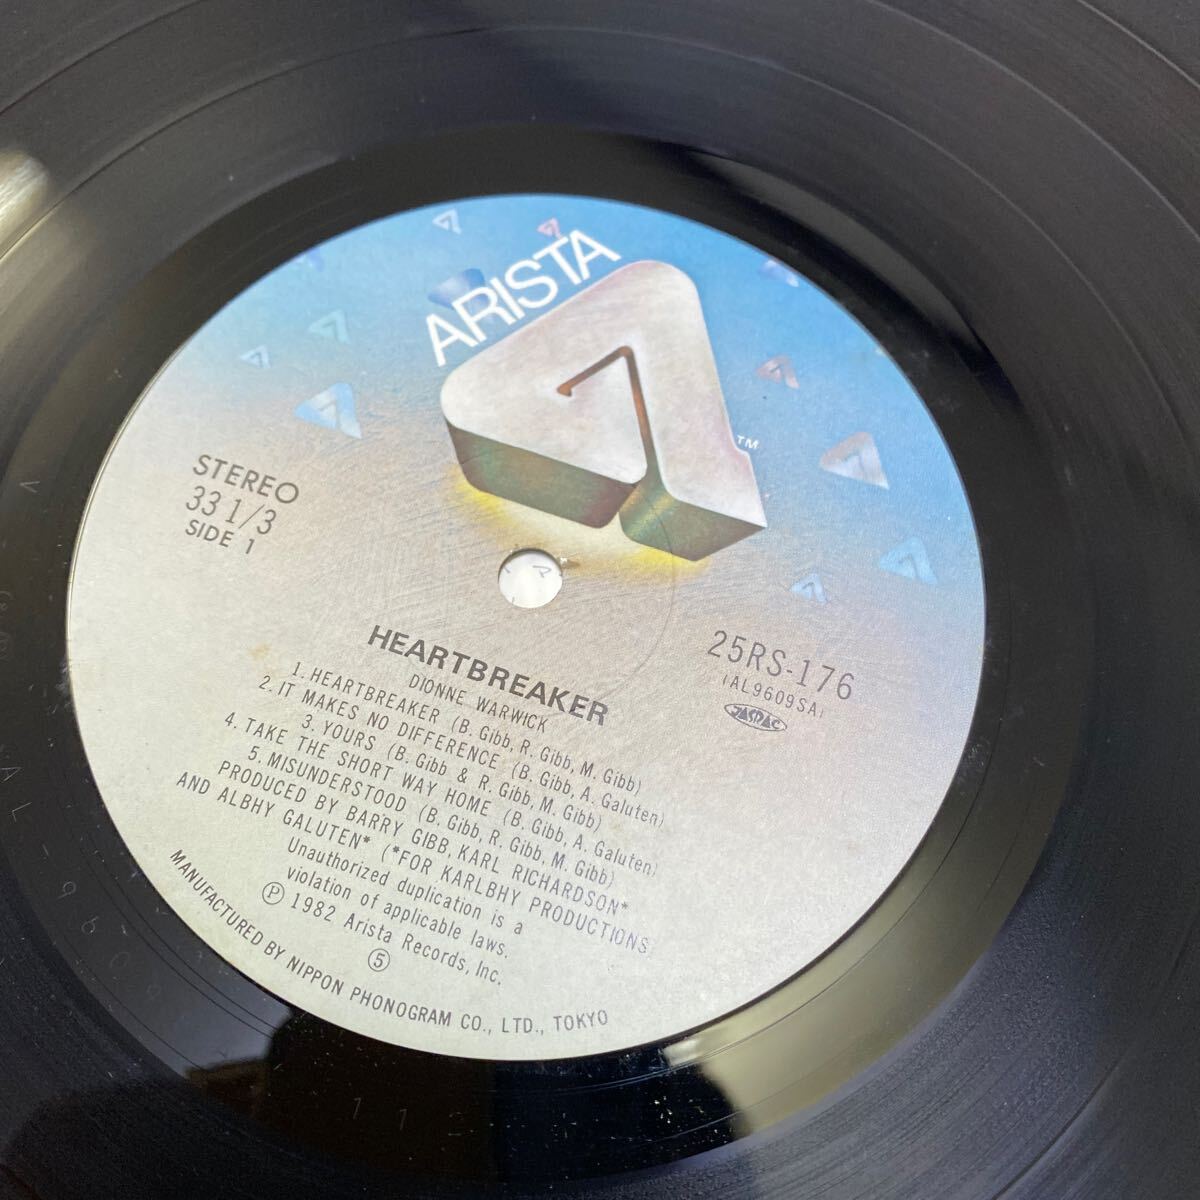 ARISTA
TM
STEREO
33 1/3
SIDE 1
25RS-176
(AL9609SA)
JASRAC
HEARTBREAKER
DIONNE WARWICK
1. HEARTBREAKER (B. Gibb, R. Gibb, M. Gibb)
2. IT MAKES NO DIFFERENCE (B. Gibb, A. Galuten)
3. YOURS (B. Gibb & R. Gibb, M. Gibb)
4. TAKE THE SHORT WAY HOME (B. Gibb, A. Galuten)
5. MISUNDERSTOOD (B. Gibb, R. Gibb, M. Gibb)
PRODUCED BY BARRY GIBB, KARL RICHARDSON*
AND ALBHY GALUTEN* (*FOR KARLBHY PRODUCTIONS)
Unauthorized duplication is a
violation of applicable laws.
Ⓟ 1982 Arista Records, Inc.
⑤
MANUFACTURED BY NIPPON PHONOGRAM CO., LTD., TOKYO